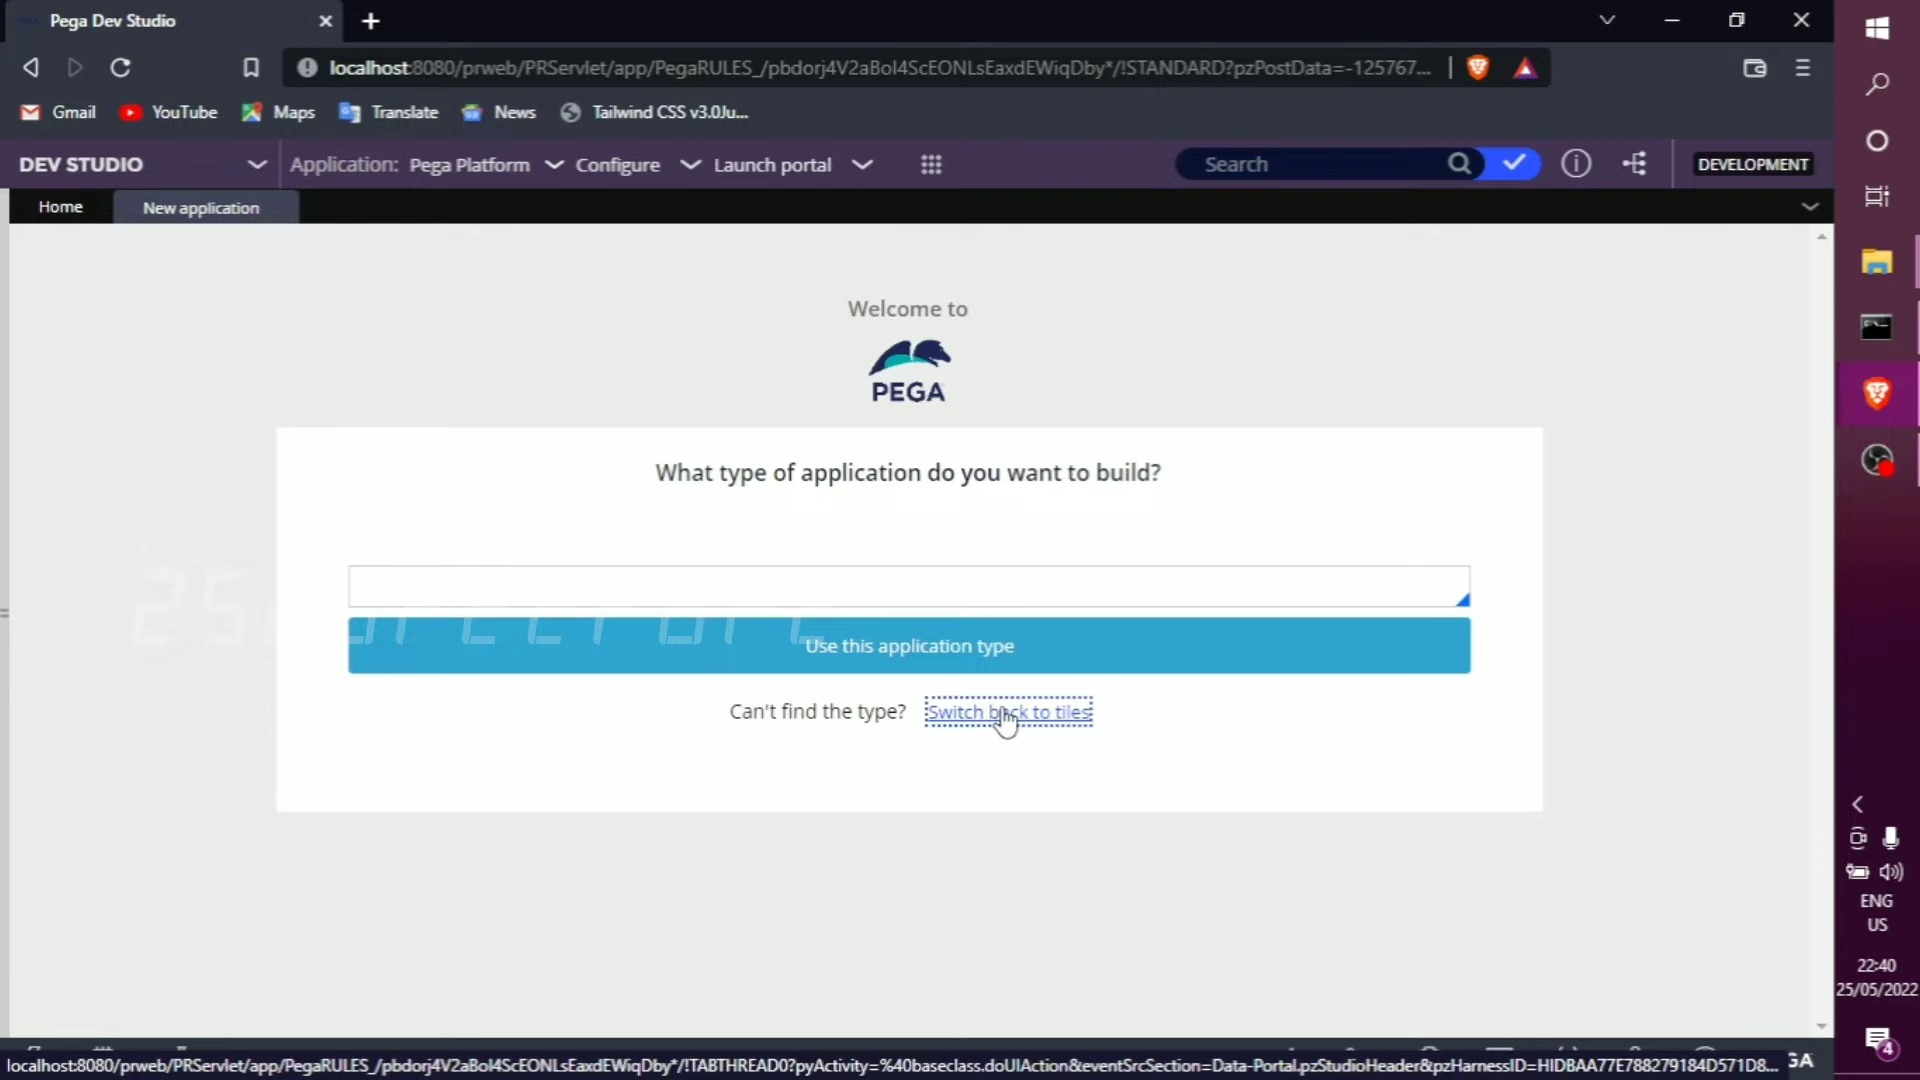 Pega Dev Studio
localhost:8080/prweb/PRServlet/app/PegaRULES_/pbdorj4V2aBol4ScEONLsEaxdEWiqDby*/!STANDARD?pzPostData=-125767...
Gmail YouTube Maps Translate News Tailwind CSS v3.0Ju...
DEV STUDIO Application: Pega Platform Configure Launch portal Search DEVELOPMENT
Home New application
Welcome to
PEGA
What type of application do you want to build?
Use this application type
Can't find the type? Switch back to tiles
ENG
US
22:40
25/05/2022
4
localhost:8080/prweb/PRServlet/app/PegaRULES_/pbdorj4V2aBol4ScEONLsEaxdEWiqDby*/!TABTHREAD0?pyActivity=%40baseclass.doUIAction&eventSrcSection=Data-Portal.pzStudioHeader&pzHarnessID=HIDBAA77E788279184D571D8...